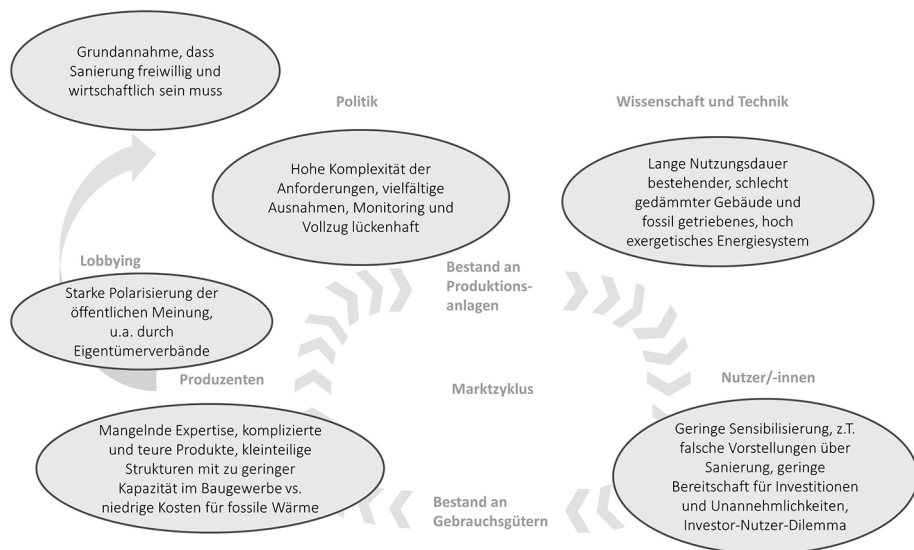 Grundannahme, dass
Sanierung freiwillig und
wirtschaftlich sein muss
Politik
Wissenschaft und Technik
Hohe Komplexität der
Anforderungen, vielfältige
Ausnahmen, Monitoring und
Vollzug lückenhaft
Lange Nutzungsdauer
bestehender, schlecht
gedämmter Gebäude und
fossil getriebenes, hoch
exergetisches Energiesystem
Lobbying
Starke Polarisierung der
öffentlichen Meinung,
u.a. durch
Eigentümerverbände
Bestand an
Produktions-
anlagen
Produzenten
Marktzyklus
Nutzer/-innen
Mangelnde Expertise, komplizierte
und teure Produkte, kleinteilige
Strukturen mit zu geringer
Kapazität im Baugewerbe vs.
niedrige Kosten für fossile Wärme
Bestand an
Gebrauchsgütern
Geringe Sensibilisierung, z.T.
falsche Vorstellungen über
Sanierung, geringe
Bereitschaft für Investitionen
und Unannehmlichkeiten,
Investor-Nutzer-Dilemma